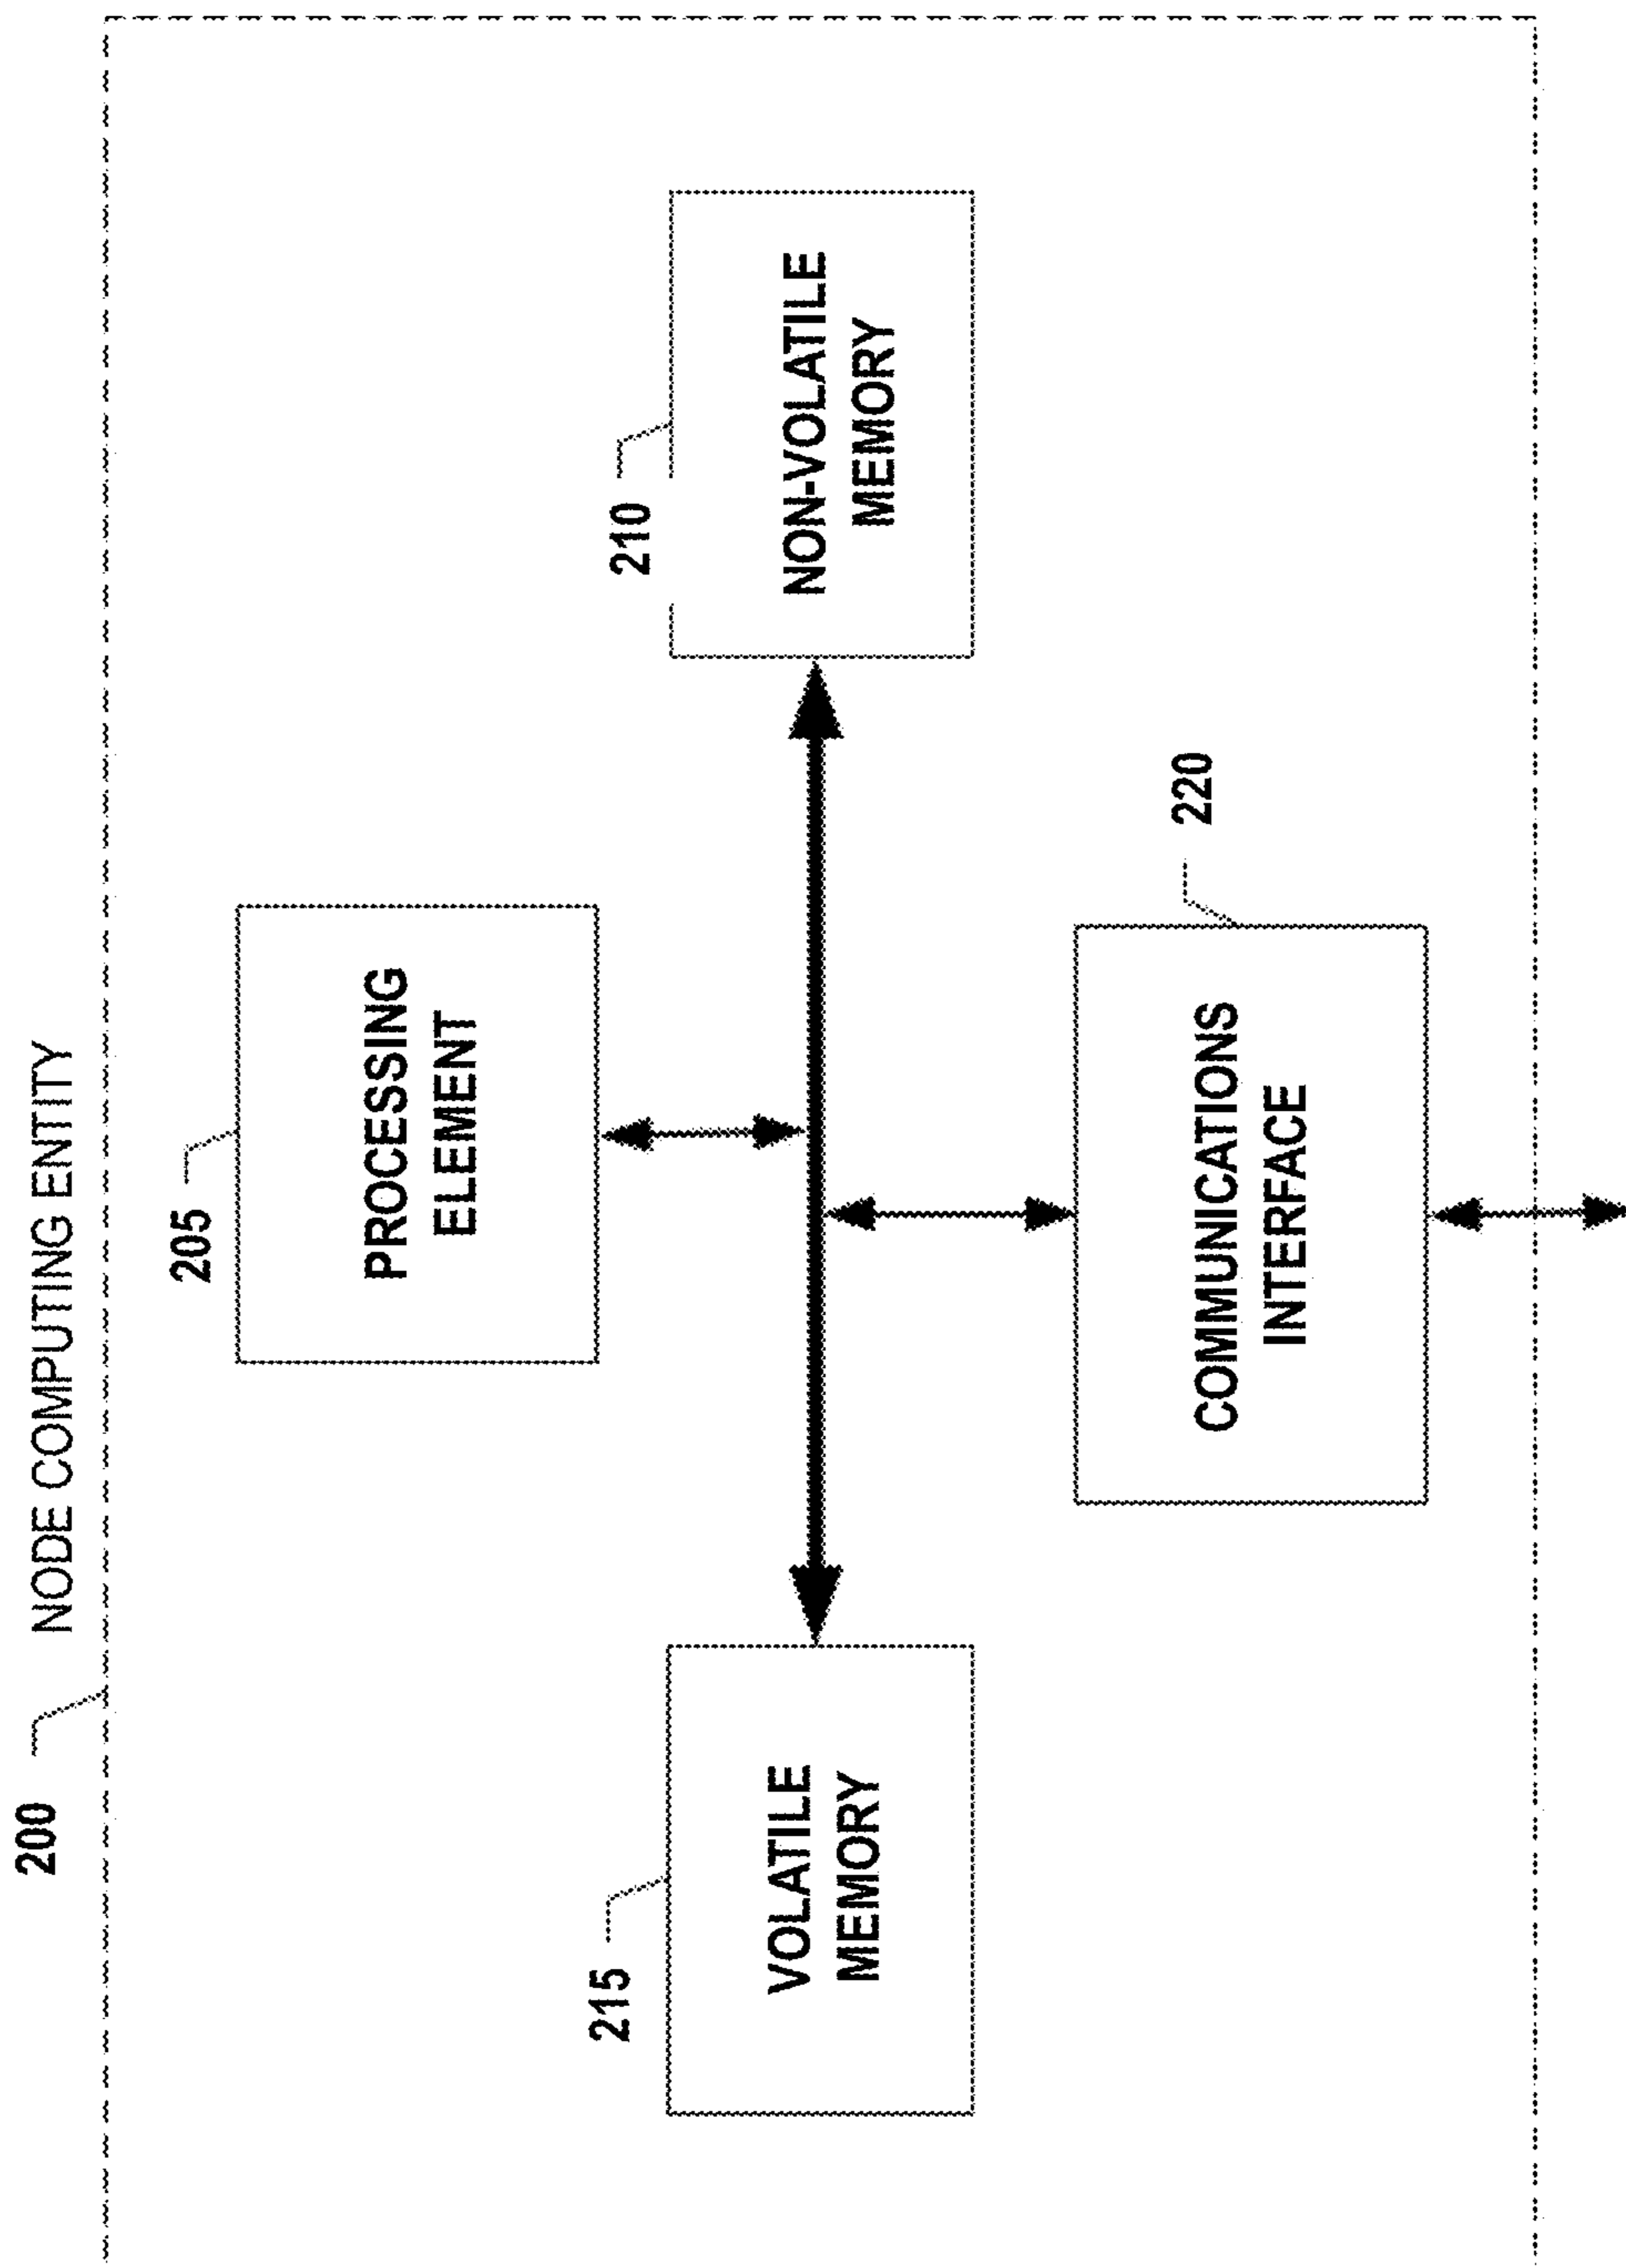 200
NODE COMPUTING ENTITY
205
PROCESSING
ELEMENT
215
VOLATILE
MEMORY
210
NON-VOLATILE
MEMORY
220
COMMUNICATIONS
INTERFACE